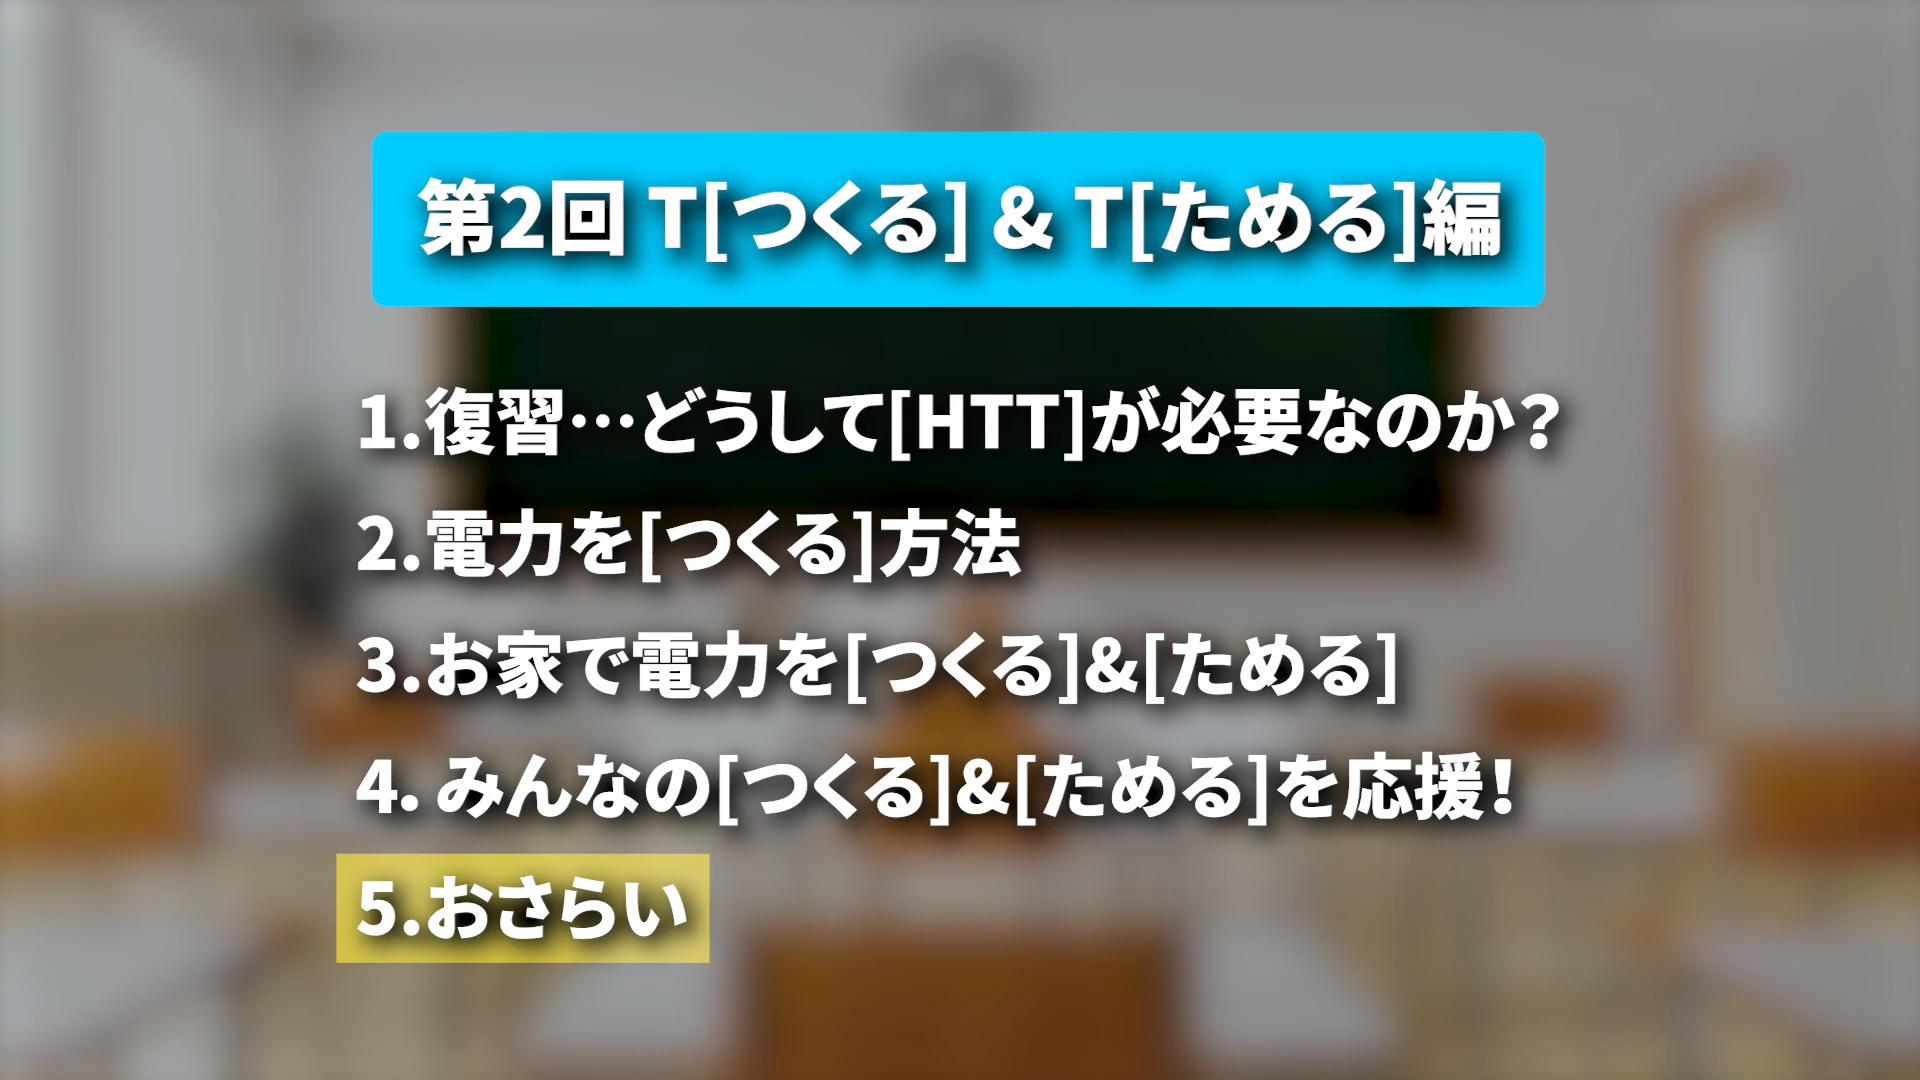 第2回 T[つくる] & T[ためる]編
1.復習…どうして[HTT]が必要なのか?
2.電力を[つくる]方法
3.お家で電力を[つくる]&[ためる]
4. みんなの[つくる]&[ためる]を応援!
5.おさらい